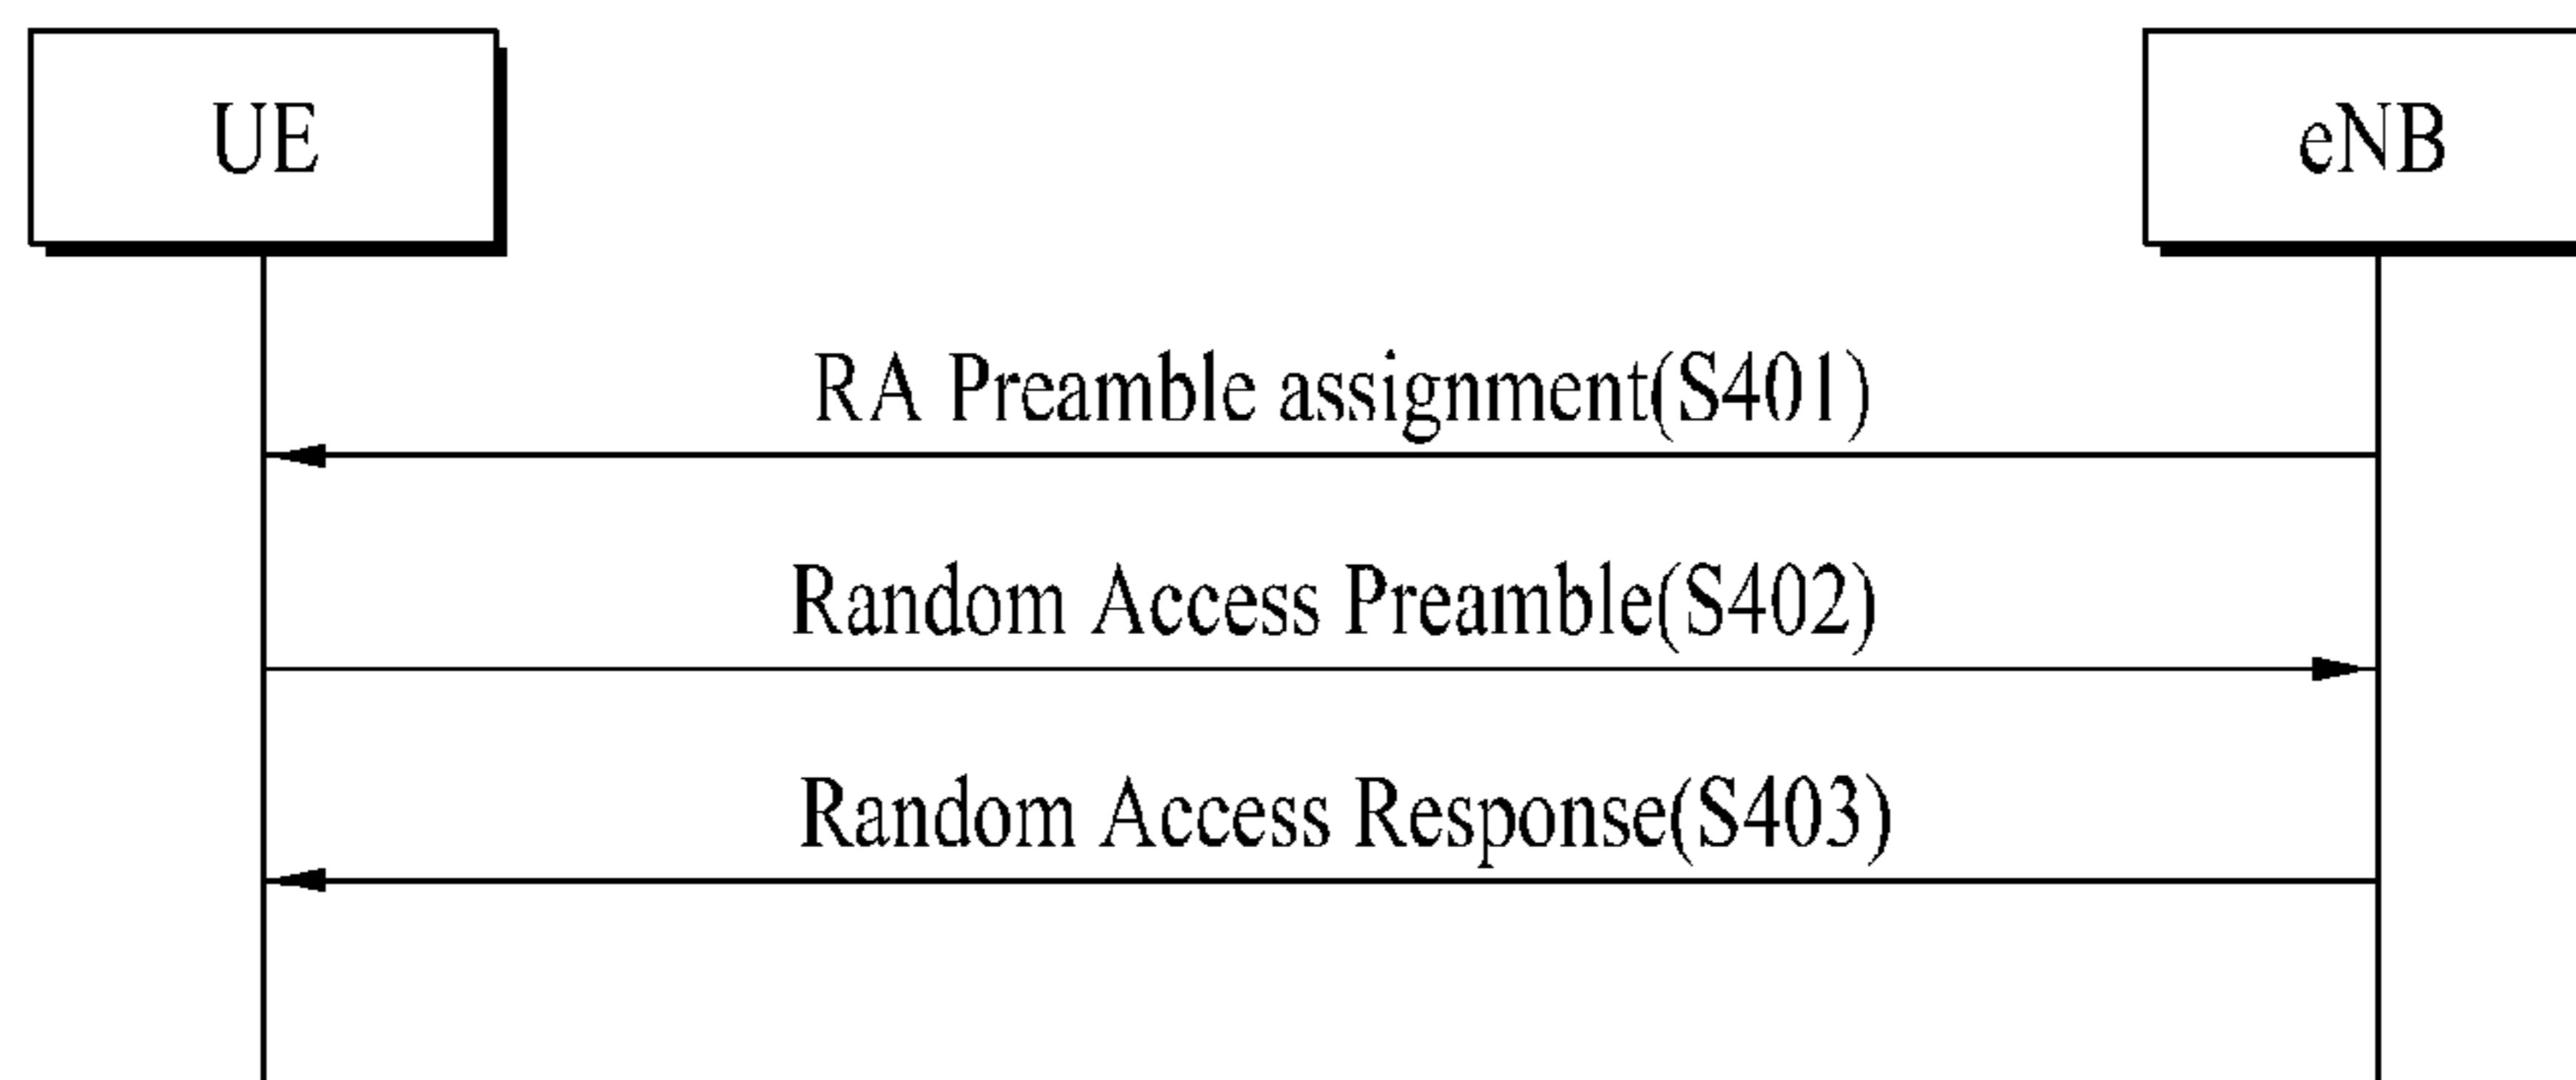 UE
eNB
RA Preamble assignment(S401)
Random Access Preamble(S402)
Random Access Response(S403)